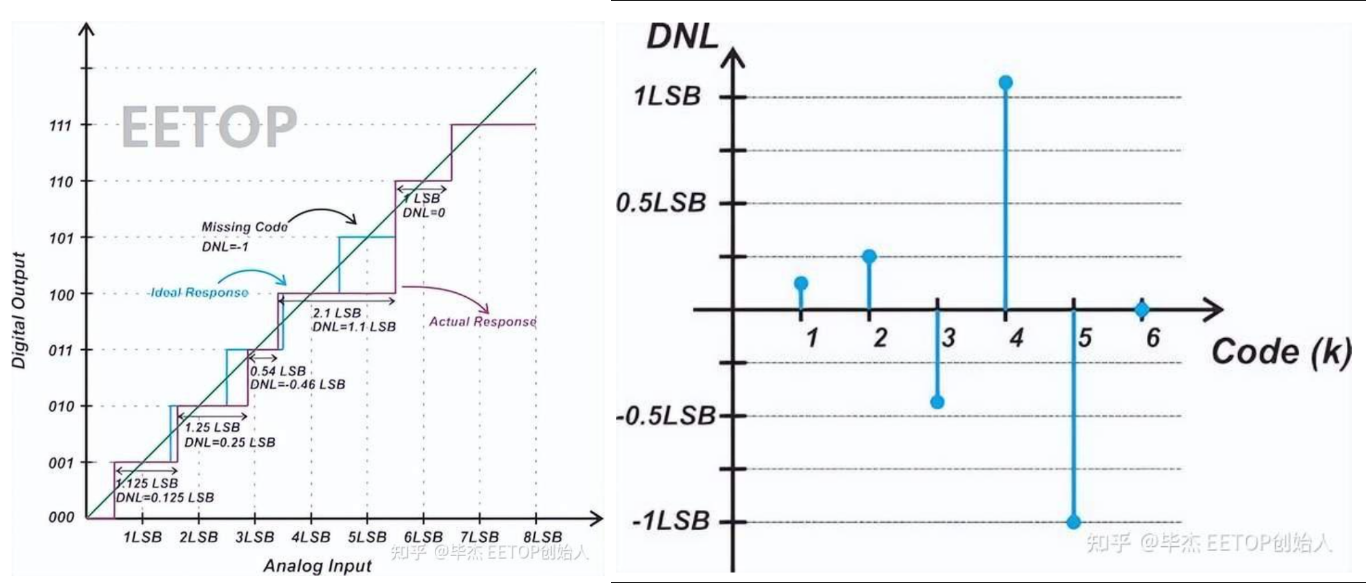 EETOP
Digital Output
111
110
101
100
011
010
001
000
1 LSB
DNL=0
Missing Code
DNL=-1
Ideal Response
2.1 LSB
DNL=1.1 LSB
Actual Response
0.54 LSB
DNL=-0.46 LSB
1.25 LSB
DNL=0.25 LSB
1.125 LSB
DNL=0.125 LSB
1LSB 2LSB 3LSB 4LSB 5LSB 6LSB 7LSB 8LSB
Analog Input
知乎 @毕杰 EETOP创始人
DNL
1LSB
0.5LSB
-0.5LSB
-1LSB
1 2 3 4 5 6
Code (k)
知乎 @毕杰 EETOP创始人